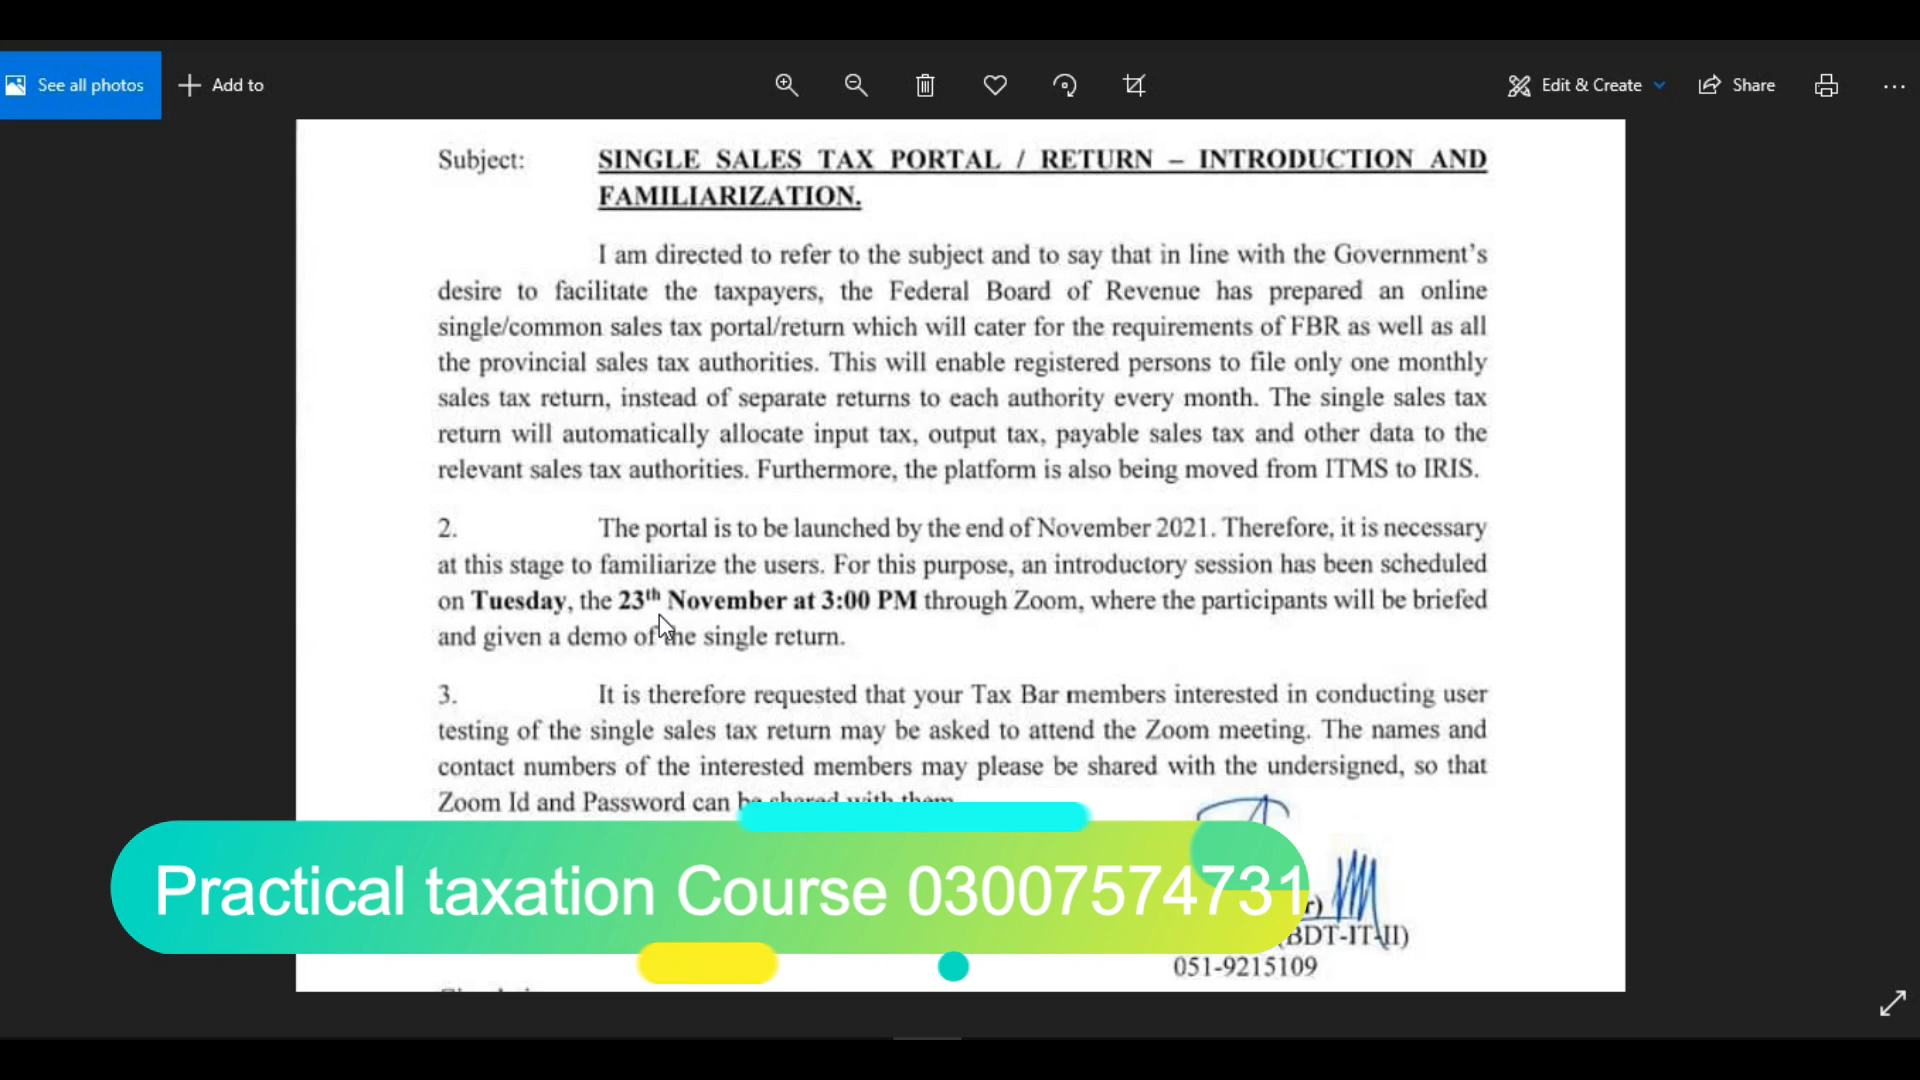 See all photos
Add to
Edit & Create
Share
Subject: SINGLE SALES TAX PORTAL / RETURN – INTRODUCTION AND
FAMILIARIZATION.
I am directed to refer to the subject and to say that in line with the Government's
desire to facilitate the taxpayers, the Federal Board of Revenue has prepared an online
single/common sales tax portal/return which will cater for the requirements of FBR as well as all
the provincial sales tax authorities. This will enable registered persons to file only one monthly
sales tax return, instead of separate returns to each authority every month. The single sales tax
return will automatically allocate input tax, output tax, payable sales tax and other data to the
relevant sales tax authorities. Furthermore, the platform is also being moved from ITMS to IRIS.
2. The portal is to be launched by the end of November 2021. Therefore, it is necessary
at this stage to familiarize the users. For this purpose, an introductory session has been scheduled
on Tuesday, the 23th November at 3:00 PM through Zoom, where the participants will be briefed
and given a demo of the single return.
3. It is therefore requested that your Tax Bar members interested in conducting user
testing of the single sales tax return may be asked to attend the Zoom meeting. The names and
contact numbers of the interested members may please be shared with the undersigned, so that
Zoom Id and Password can be shared with them
Practical taxation Course 03007574731
(BDT-IT-II)
051-9215109